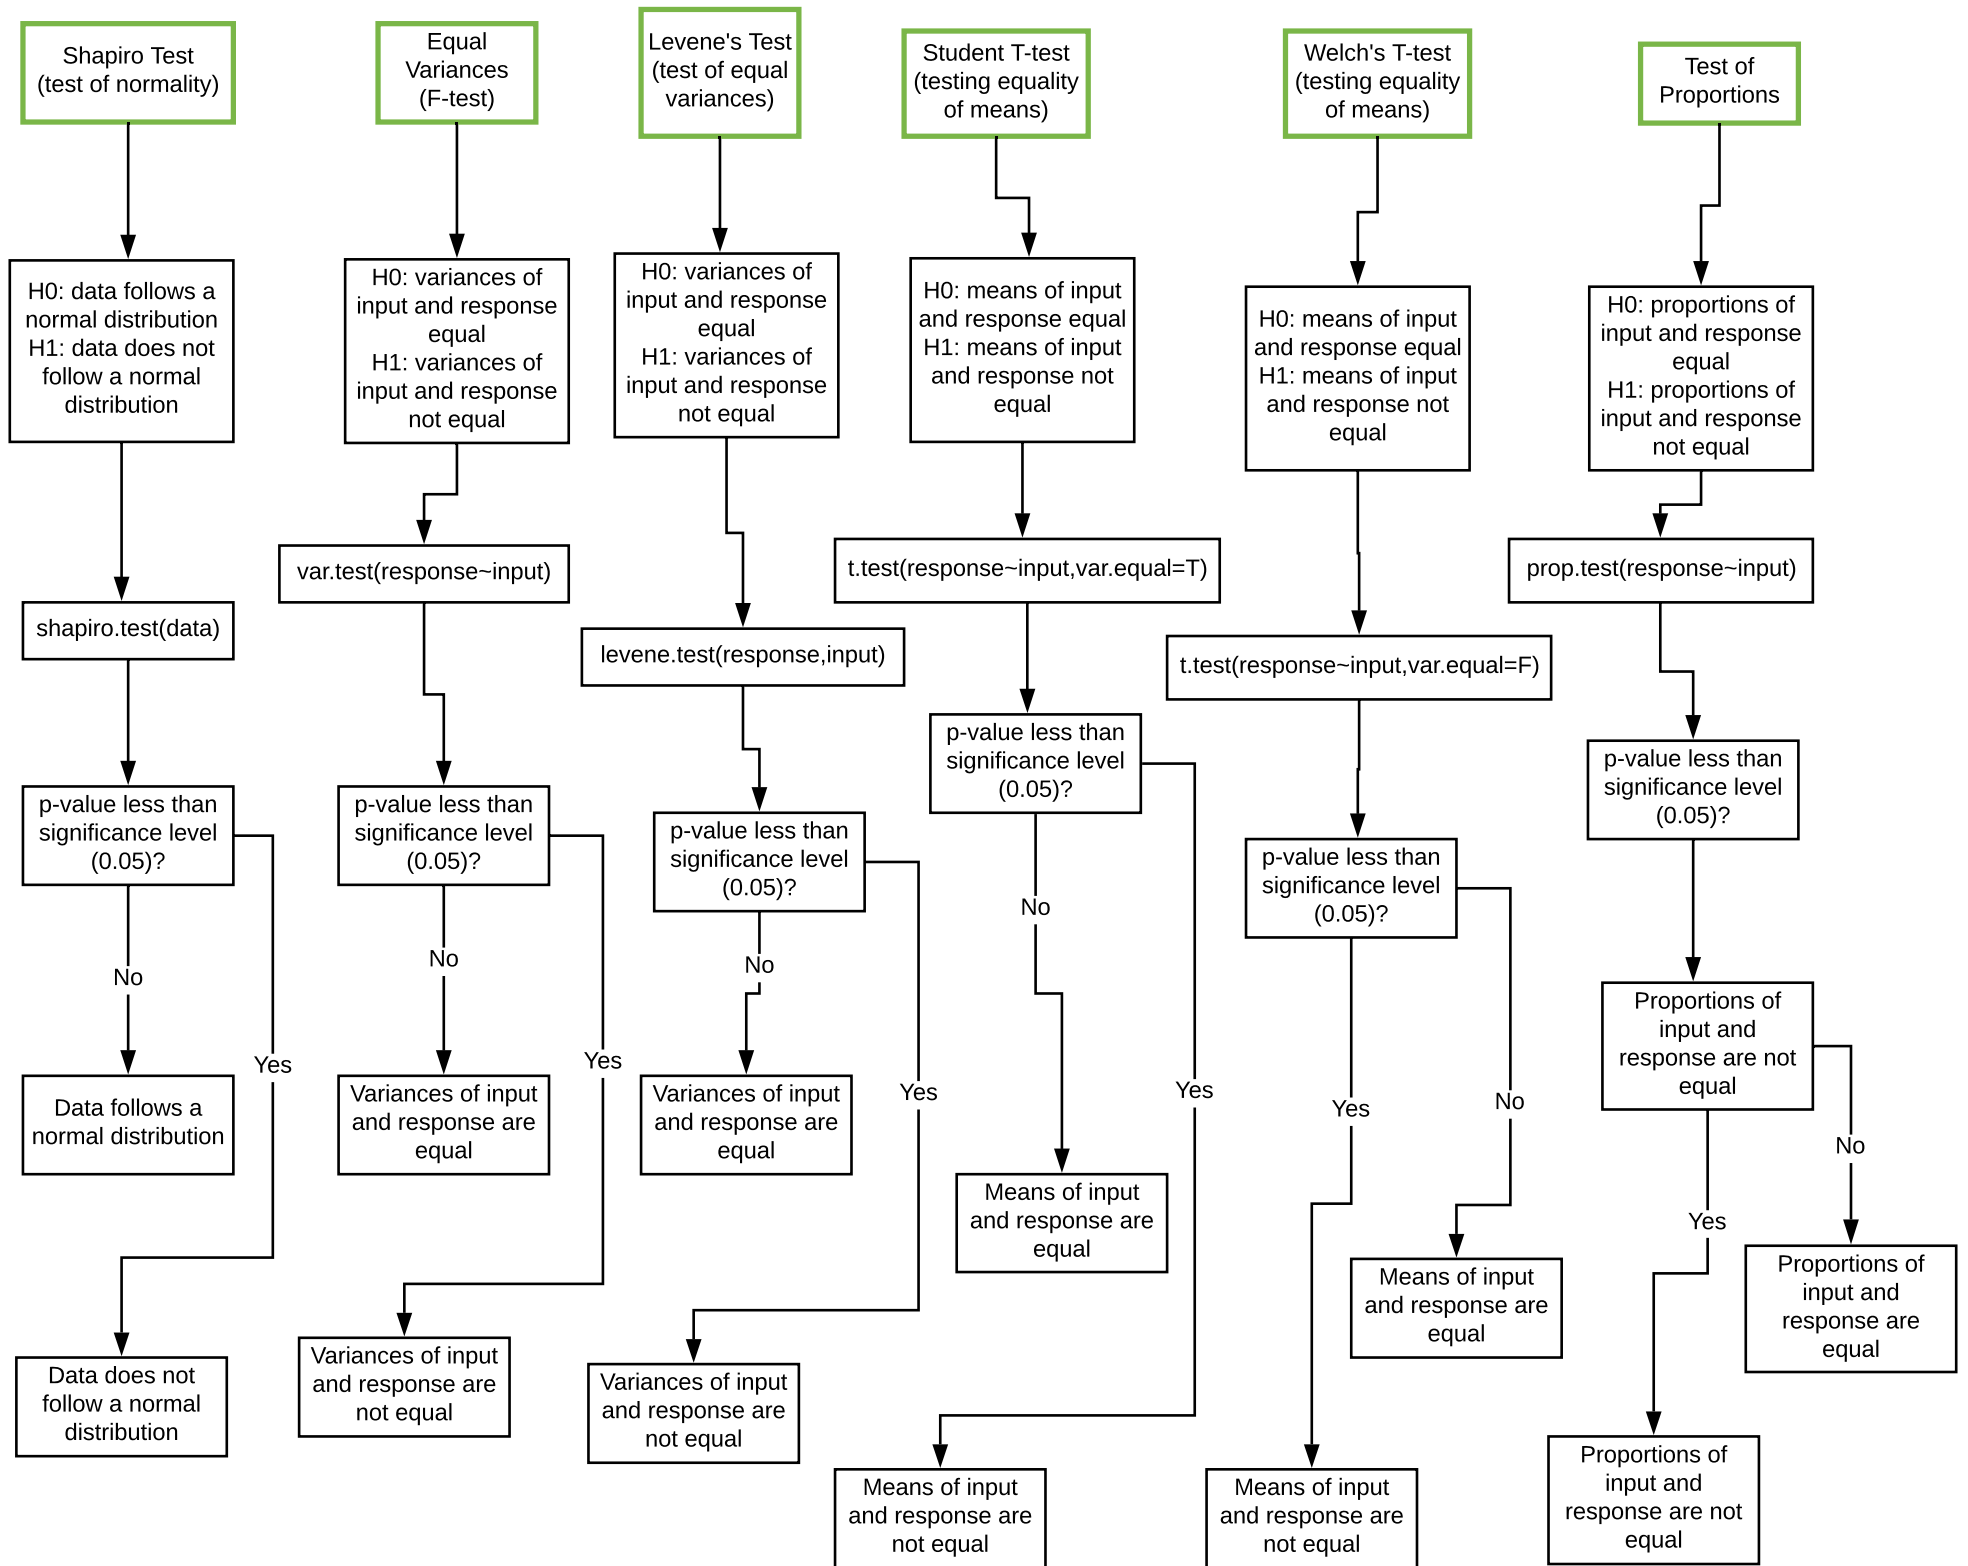 Shapiro Test
(test of normality)
H0: data follows a
normal distribution
H1: data does not
follow a normal
distribution
shapiro.test(data)
p-value less than
significance level
(0.05)?
No
Yes
Data follows a
normal distribution
Data does not
follow a normal
distribution
Equal
Variances
(F-test)
H0: variances of
input and response
equal
H1: variances of
input and response
not equal
var.test(response~input)
p-value less than
significance level
(0.05)?
No
Yes
Variances of input
and response are
equal
Variances of input
and response are
not equal
Levene's Test
(test of equal
variances)
H0: variances of
input and response
equal
H1: variances of
input and response
not equal
levene.test(response,input)
p-value less than
significance level
(0.05)?
No
Yes
Variances of input
and response are
equal
Variances of input
and response are
not equal
Student T-test
(testing equality
of means)
H0: means of input
and response equal
H1: means of input
and response not
equal
t.test(response~input,var.equal=T)
p-value less than
significance level
(0.05)?
No
Yes
Means of input
and response are
equal
Means of input
and response are
not equal
Welch's T-test
(testing equality
of means)
H0: means of input
and response equal
H1: means of input
and response not
equal
t.test(response~input,var.equal=F)
p-value less than
significance level
(0.05)?
Yes
No
Means of input
and response are
equal
Means of input
and response are
not equal
Test of
Proportions
H0: proportions of
input and response
equal
H1: proportions of
input and response
not equal
prop.test(response~input)
p-value less than
significance level
(0.05)?
Proportions of
input and
response are not
equal
No
Yes
Proportions of
input and
response are
equal
Proportions of
input and
response are not
equal